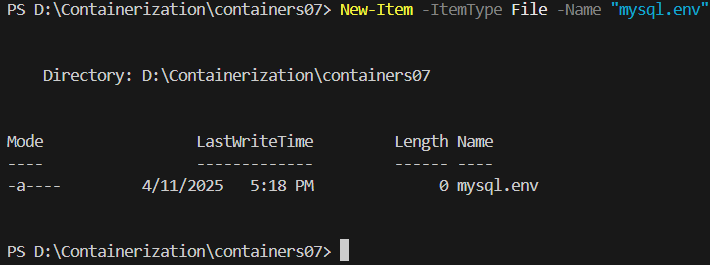 PS D:\Containerization\containers07> New-Item -ItemType File -Name "mysql.env"
Directory: D:\Containerization\containers07
Mode LastWriteTime Length Name
---- ------------- ------ ----
-a---- 4/11/2025 5:18 PM 0 mysql.env
PS D:\Containerization\containers07>